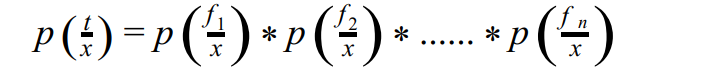 p(t/x) = p(f₁/x) * p(f₂/x) * ...... * p(fₙ/x)